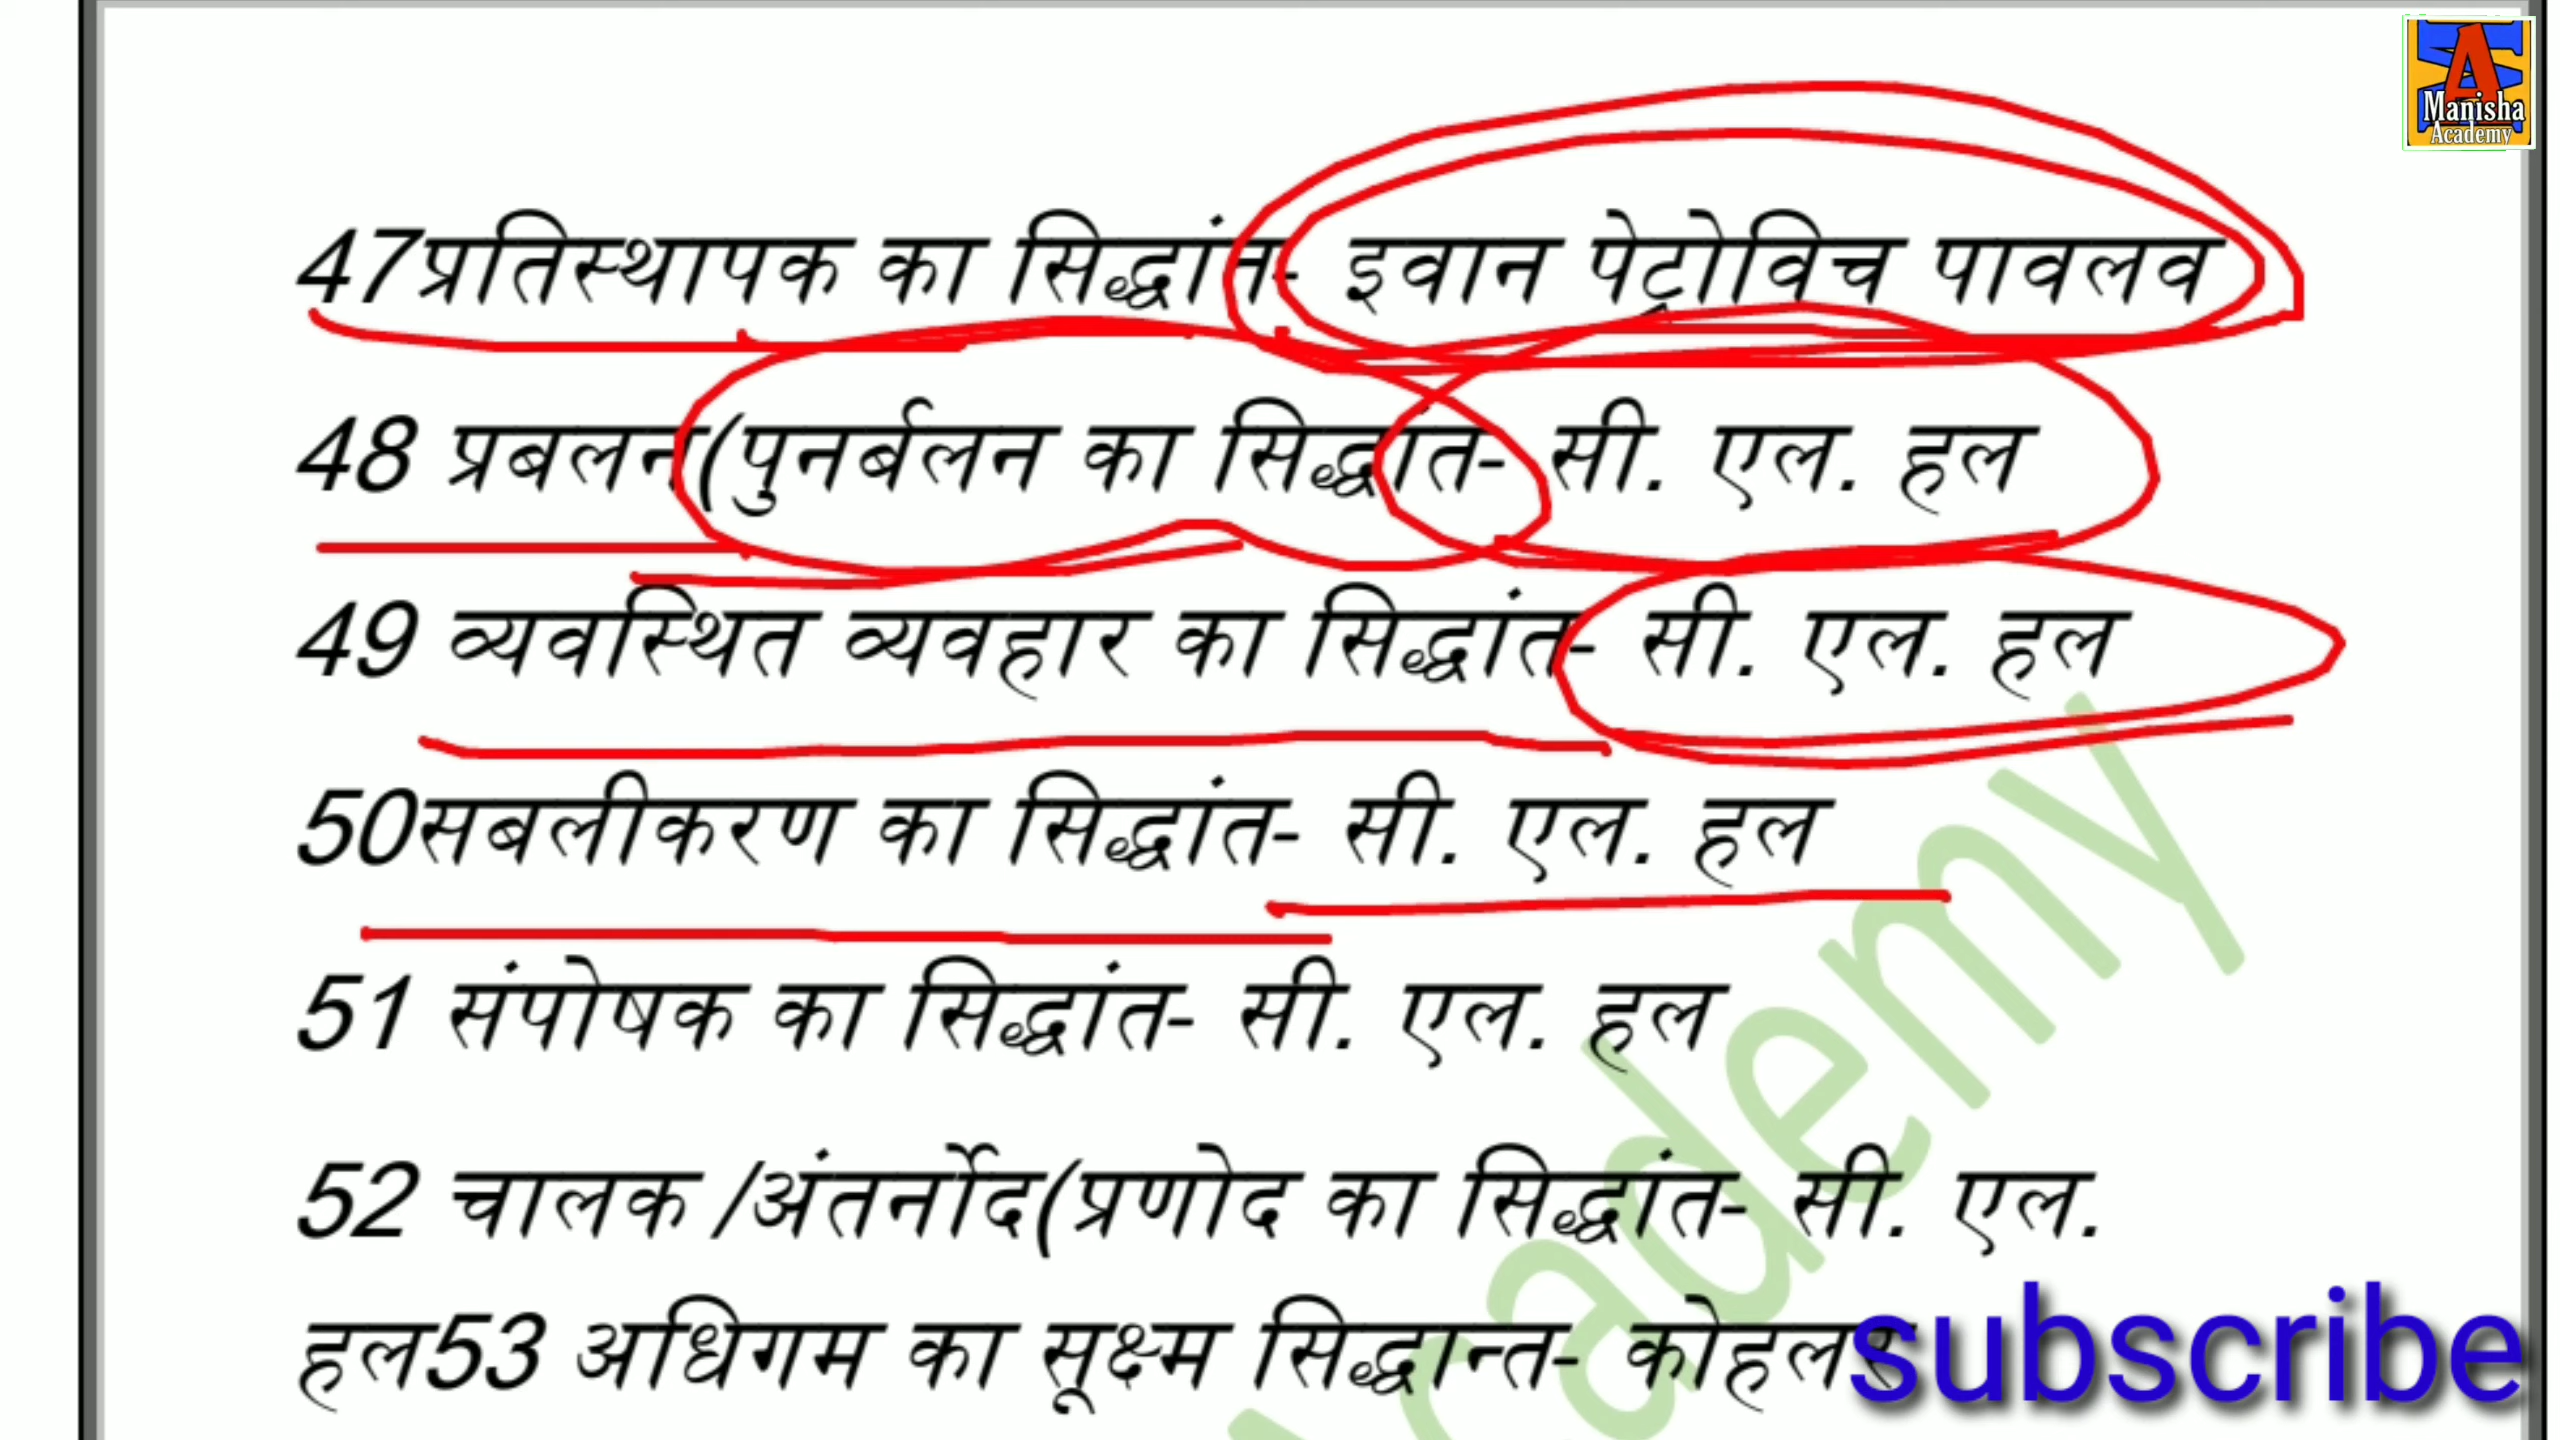 Manisha
Academy
47प्रतिस्थापक का सिद्धांत- इवान पेट्रोविच पावलव
48 प्रबलन(पुनर्बलन का सिद्धांत- सी. एल. हल
49 व्यवस्थित व्यवहार का सिद्धांत- सी. एल. हल
50सबलीकरण का सिद्धांत- सी. एल. हल
51 संपोषक का सिद्धांत- सी. एल. हल
52 चालक /अंतर्नोद(प्रणोद का सिद्धांत- सी. एल.
हल53 अधिगम का सूक्ष्म सिद्धान्त- कोहलर
subscribe
cademy